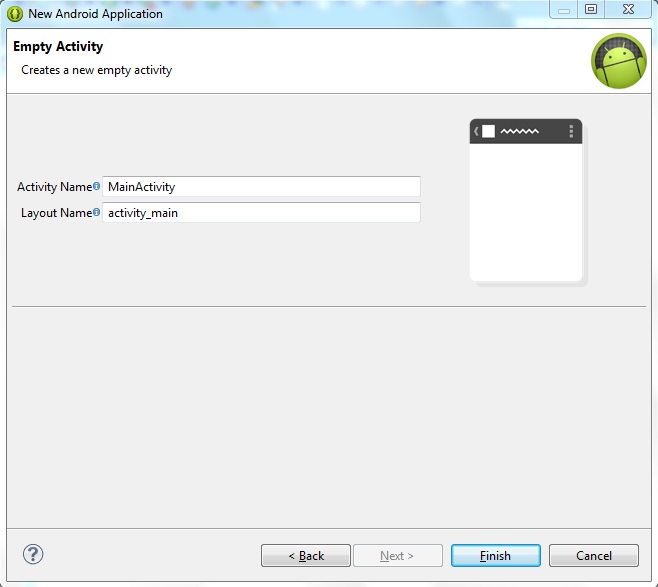 New Android Application
Empty Activity
Creates a new empty activity
Activity Name MainActivity
Layout Name activity_main
? < Back Next > Finish Cancel